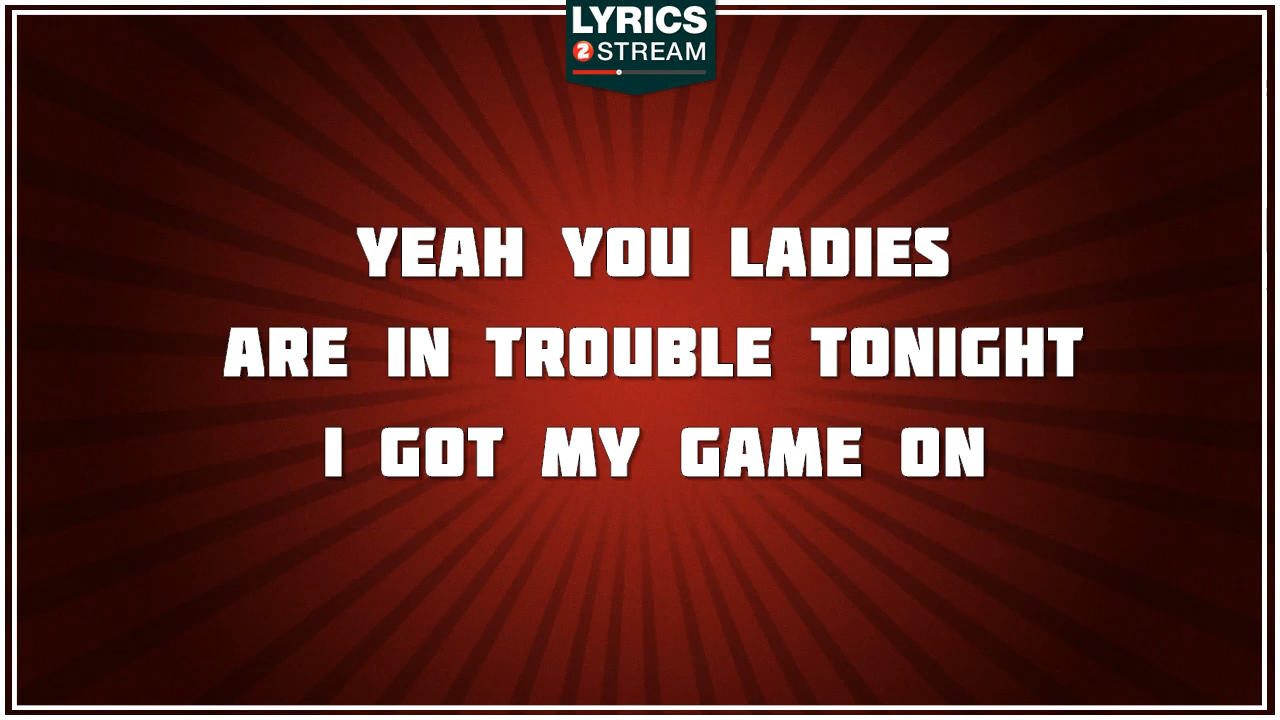 LYRICS
2 STREAM
YEAH YOU LADIES
ARE IN TROUBLE TONIGHT
I GOT MY GAME ON